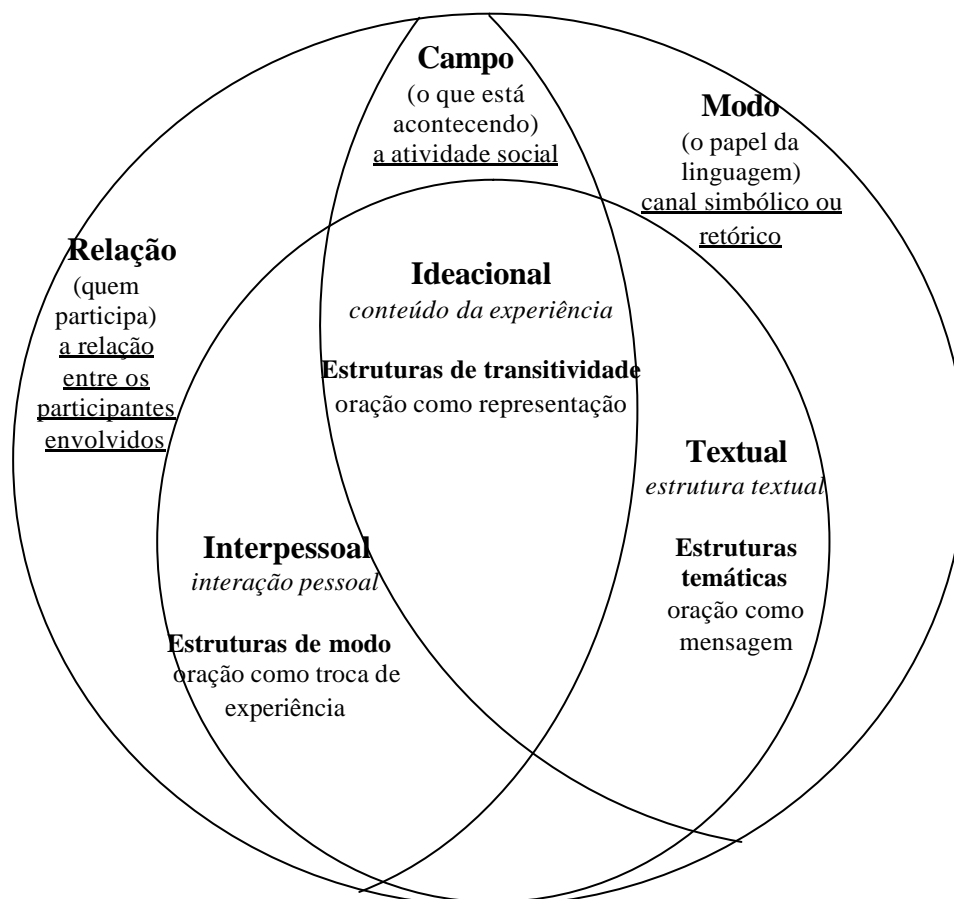 Campo
(o que está
acontecendo)
a atividade social
Modo
(o papel da
linguagem)
canal simbólico ou
retórico
Relação
(quem
participa)
a relação
entre os
participantes
envolvidos
Ideacional
conteúdo da experiência
Estruturas de transitividade
oração como representação
Textual
estrutura textual
Estruturas
temáticas
oração como
mensagem
Interpessoal
interação pessoal
Estruturas de modo
oração como troca de
experiência